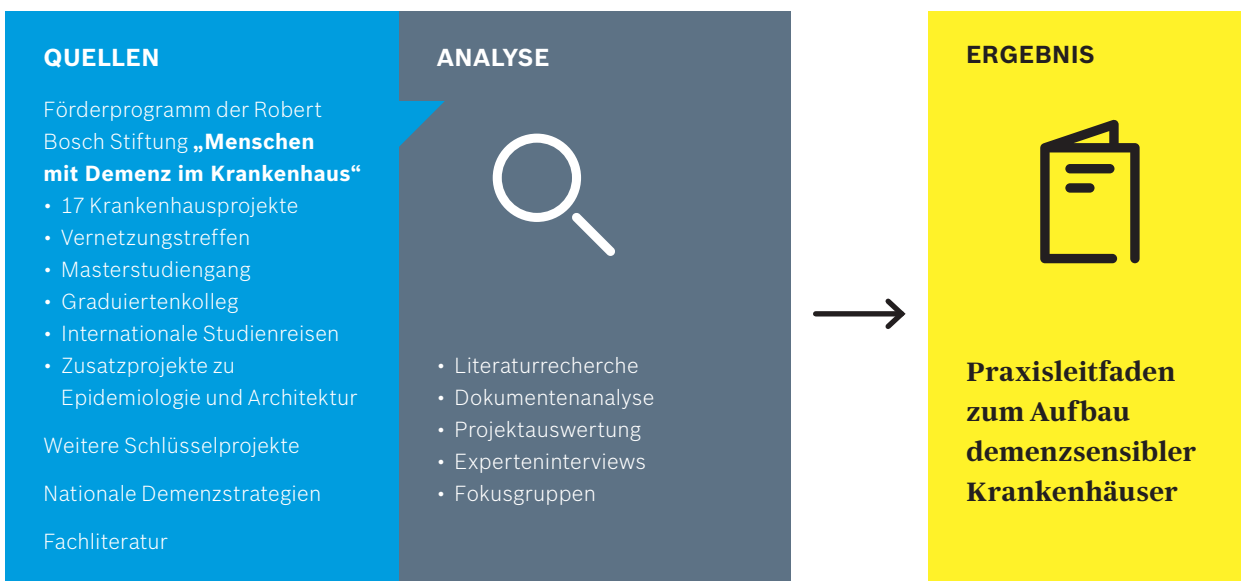 QUELLEN
Förderprogramm der Robert
Bosch Stiftung „Menschen
mit Demenz im Krankenhaus“
• 17 Krankenhausprojekte
• Vernetzungstreffen
• Masterstudiengang
• Graduiertenkolleg
• Internationale Studienreisen
• Zusatzprojekte zu
Epidemiologie und Architektur
Weitere Schlüsselprojekte
Nationale Demenzstrategien
Fachliteratur
ANALYSE
• Literaturrecherche
• Dokumentenanalyse
• Projektauswertung
• Experteninterviews
• Fokusgruppen
ERGEBNIS
Praxisleitfaden
zum Aufbau
demenzsensibler
Krankenhäuser